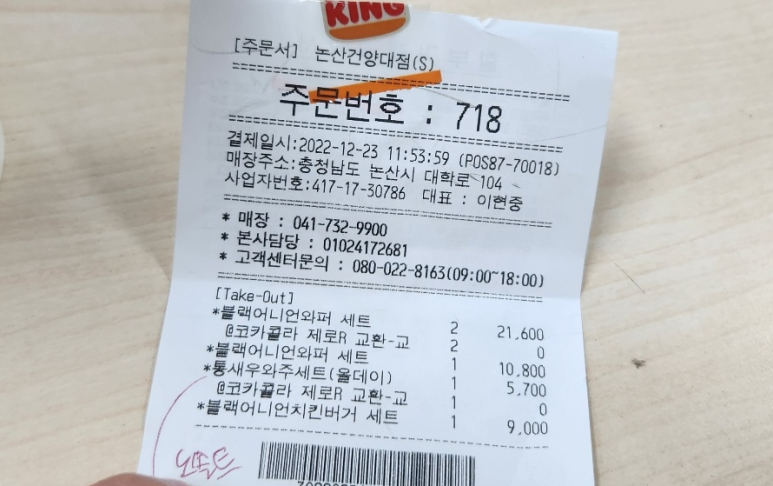 KING
[주문서] 논산건양대점(S)
주문번호 : 718
결제일시:2022-12-23 11:53:59 (POS87-70018)
매장주소:충청남도 논산시 대학로 104
사업자번호:417-17-30786 대표 : 이현중
* 매장 : 041-732-9900
* 본사담당 : 01024172681
* 고객센터문의 : 080-022-8163(09:00~18:00)
[Take-Out]
*블랙어니언와퍼 세트 2 21,600
@코카콜라 제로R 교환-교 2 0
*블랙어니언와퍼 세트 1 10,800
*통새우와주세트(올데이) 1 5,700
@코카콜라 제로R 교환-교 1 0
*블랙어니언치킨버거 세트 1 9,000